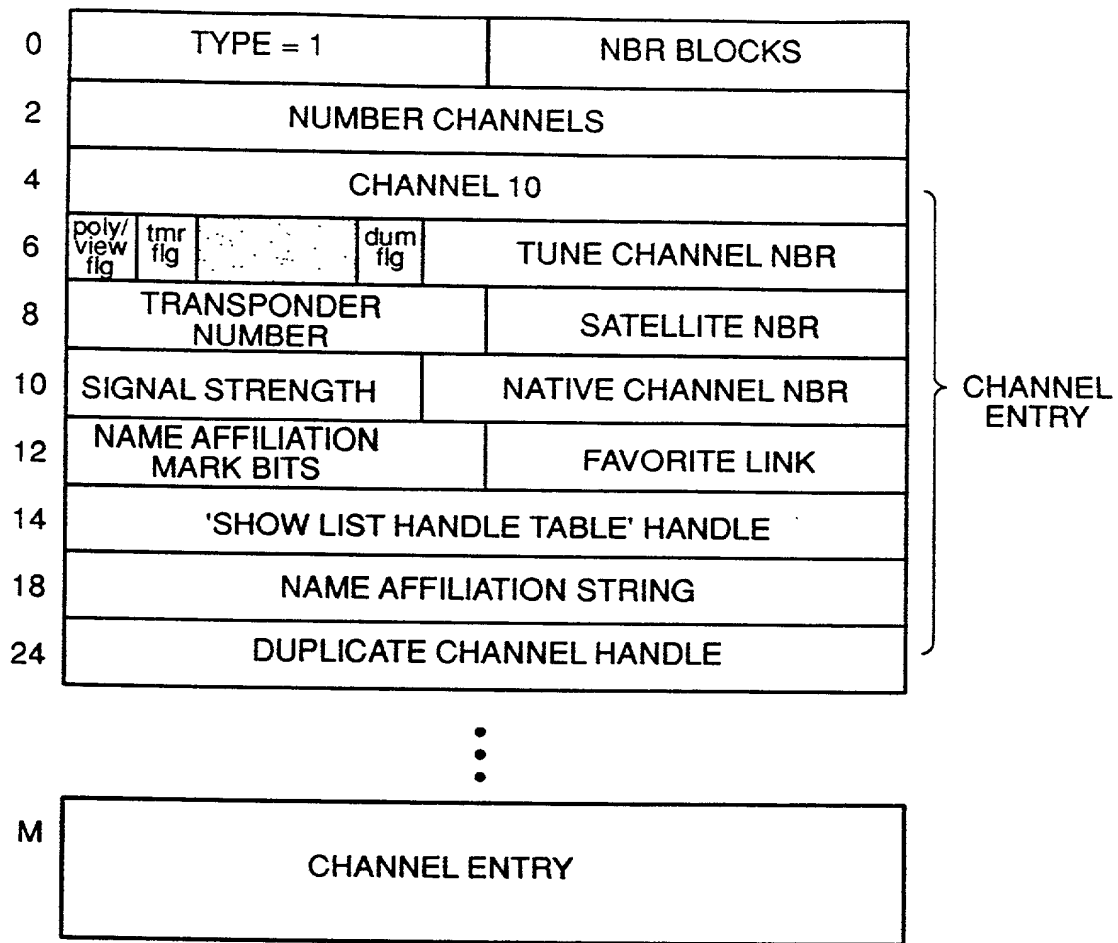 0 TYPE = 1 NBR BLOCKS
2 NUMBER CHANNELS
4 CHANNEL 10
6 poly/ view flg tmr flg dum flg TUNE CHANNEL NBR
8 TRANSPONDER NUMBER SATELLITE NBR
10 SIGNAL STRENGTH NATIVE CHANNEL NBR
CHANNEL ENTRY
12 NAME AFFILIATION MARK BITS FAVORITE LINK
14 'SHOW LIST HANDLE TABLE' HANDLE
18 NAME AFFILIATION STRING
24 DUPLICATE CHANNEL HANDLE
M CHANNEL ENTRY